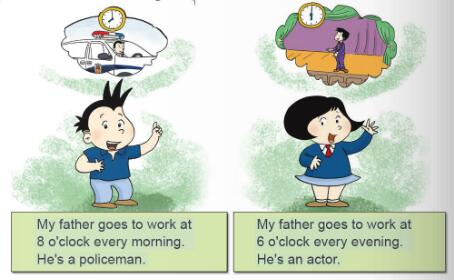 My father goes to work at
8 o'clock every morning.
He's a policeman.
My father goes to work at
6 o'clock every evening.
He's an actor.